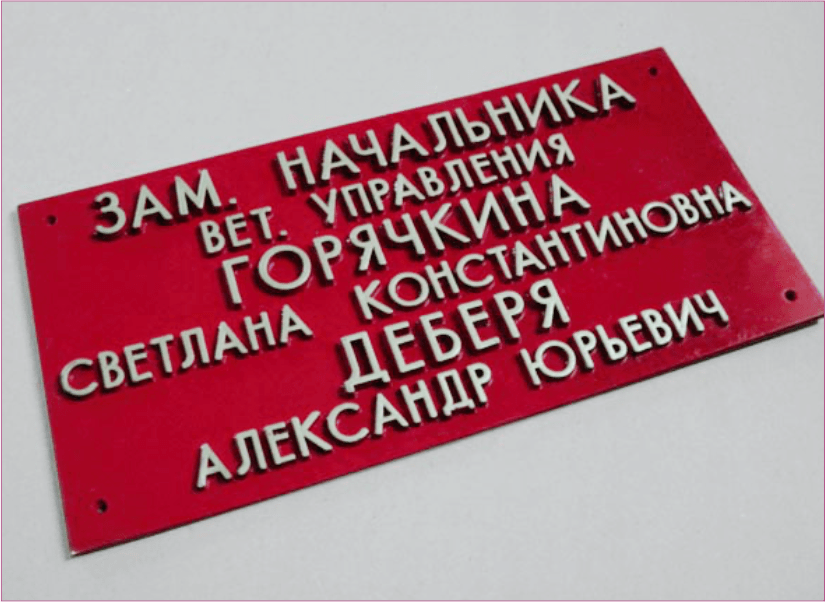 ЗАМ. НАЧАЛЬНИКА
ВЕТ. УПРАВЛЕНИЯ
ГОРЯЧКИНА
СВЕТЛАНА КОНСТАНТИНОВНА
ДЕБЕРЯ
АЛЕКСАНДР ЮРЬЕВИЧ